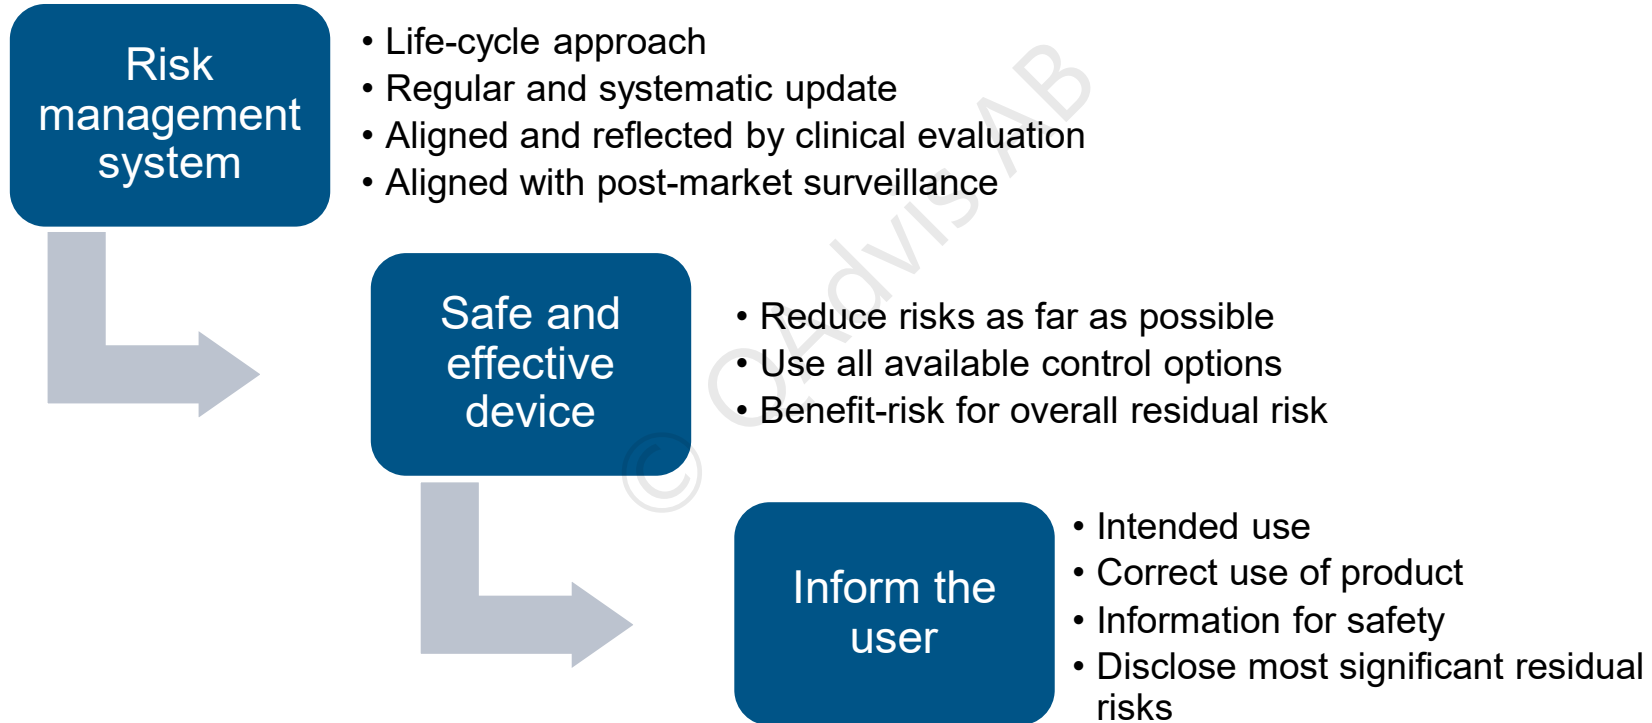 Risk
management
system
• Life-cycle approach
• Regular and systematic update
• Aligned and reflected by clinical evaluation
• Aligned with post-market surveillance
Safe and
effective
device
• Reduce risks as far as possible
• Use all available control options
• Benefit-risk for overall residual risk
Inform the
user
• Intended use
• Correct use of product
• Information for safety
• Disclose most significant residual
risks
© QAdvis AB